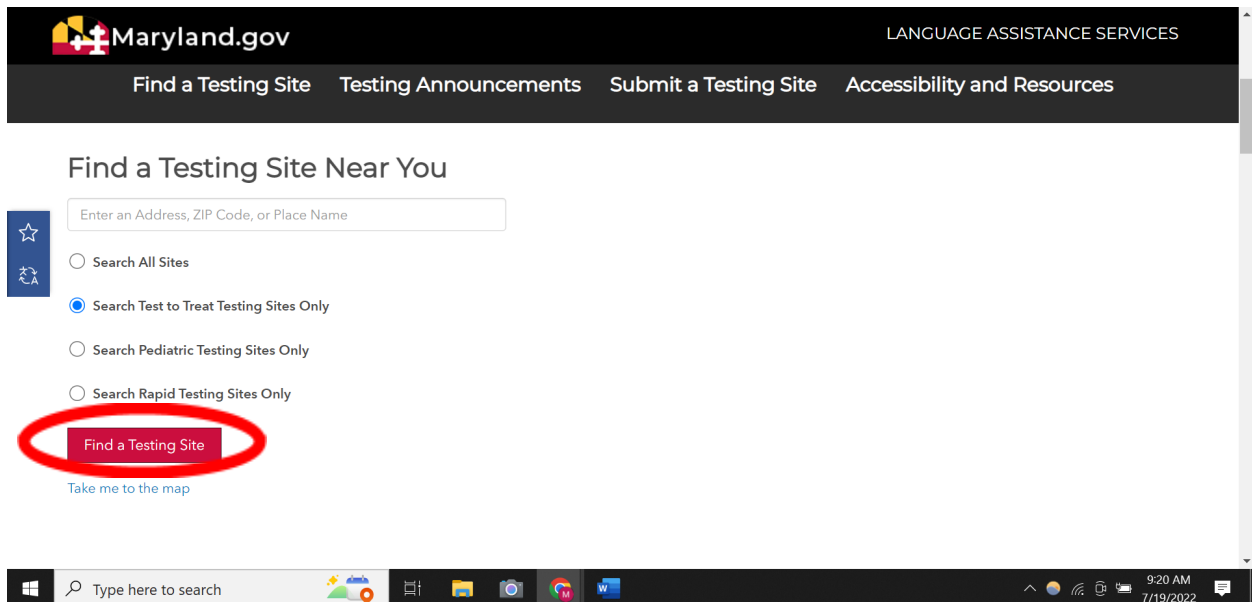 Maryland.gov
LANGUAGE ASSISTANCE SERVICES
Find a Testing Site Testing Announcements Submit a Testing Site Accessibility and Resources
Find a Testing Site Near You
Enter an Address, ZIP Code, or Place Name
Search All Sites
Search Test to Treat Testing Sites Only
Search Pediatric Testing Sites Only
Search Rapid Testing Sites Only
Find a Testing Site
Take me to the map
Type here to search
9:20 AM
7/19/2022